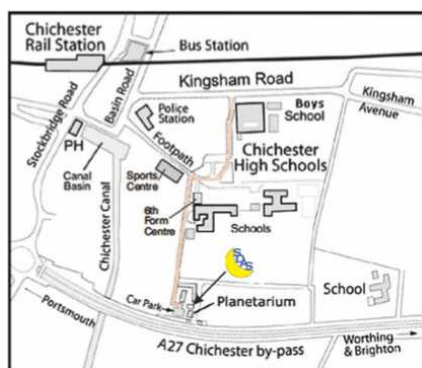 Chichester
Rail Station
Bus Station
Stockbridge Road
Basin Road
Kingsham Road
Kingsham
Avenue
Police
Station
Boys
School
PH
Footpath
Canal
Basin
Sports
Centre
Chichester
High Schools
6th
Form
Centre
Schools
Chichester Canal
SDAS
School
Planetarium
Car Park
Portsmouth
A27 Chichester by-pass
Worthing
& Brighton